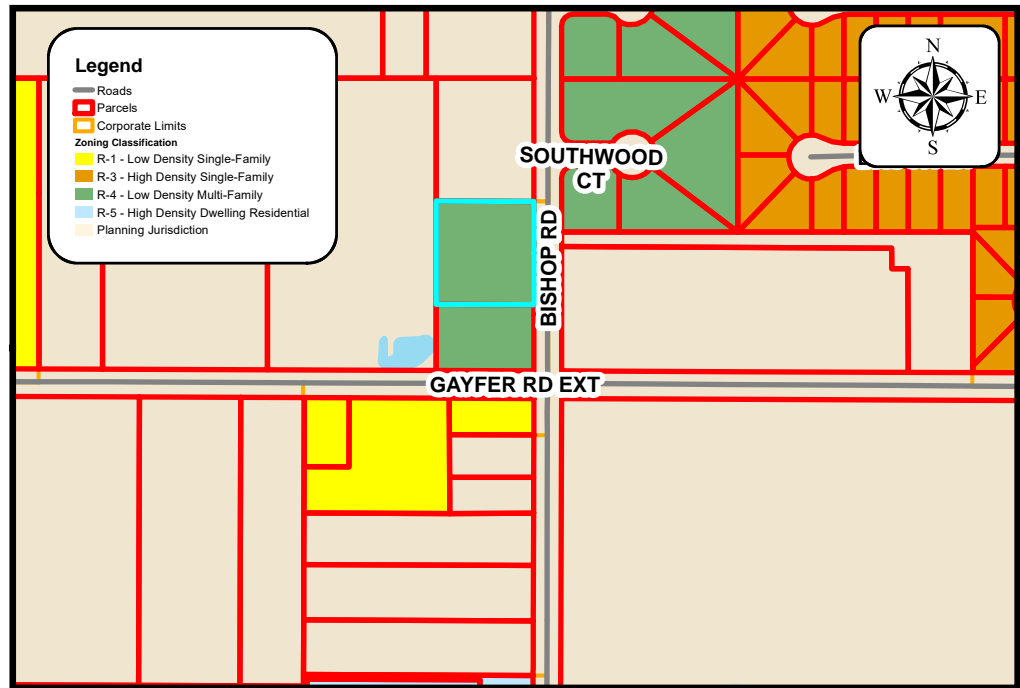 Legend
Roads
Parcels
Corporate Limits
Zoning Classification
R-1 - Low Density Single-Family
R-3 - High Density Single-Family
R-4 - Low Density Multi-Family
R-5 - High Density Dwelling Residential
Planning Jurisdiction
N
W
E
S
SOUTHWOOD
CT
BISHOP RD
GAYFER RD EXT